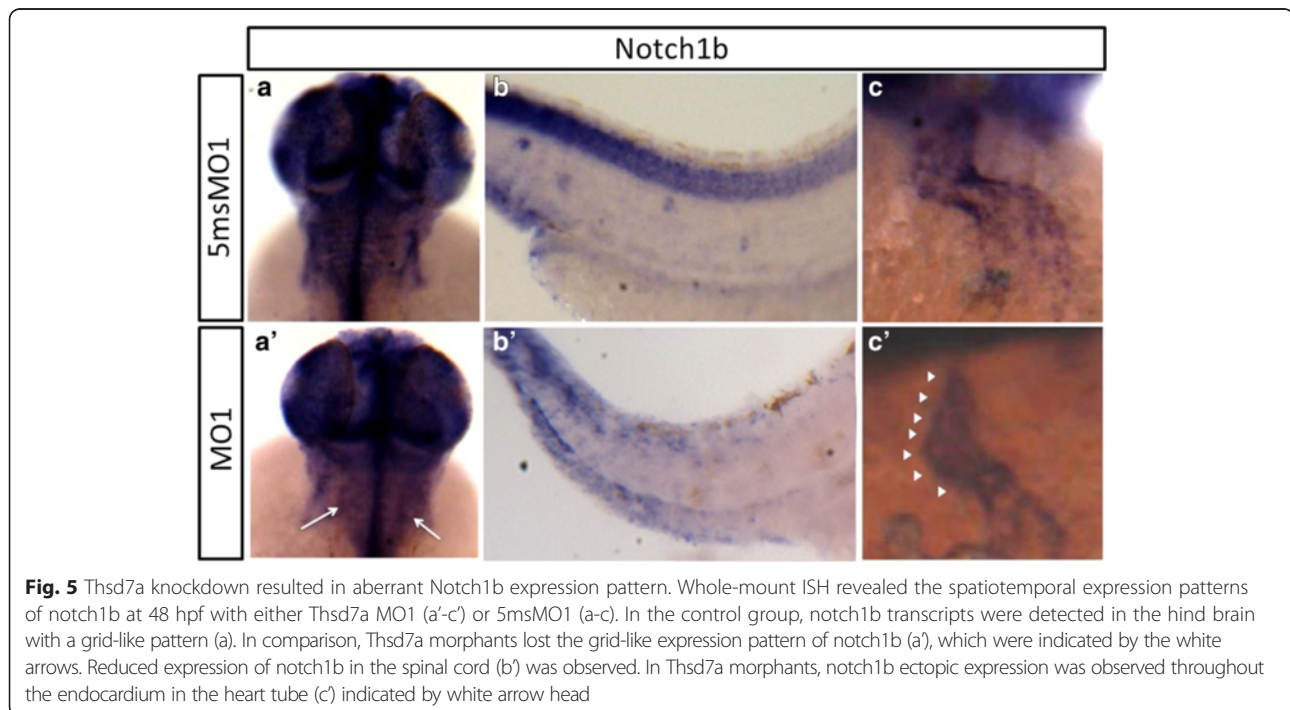 Notch1b
5msMO1
a
b
c
MO1
a’
b’
c’
Fig. 5 Thsd7a knockdown resulted in aberrant Notch1b expression pattern. Whole-mount ISH revealed the spatiotemporal expression patterns
of notch1b at 48 hpf with either Thsd7a MO1 (a’-c’) or 5msMO1 (a-c). In the control group, notch1b transcripts were detected in the hind brain
with a grid-like pattern (a). In comparison, Thsd7a morphants lost the grid-like expression pattern of notch1b (a’), which were indicated by the white
arrows. Reduced expression of notch1b in the spinal cord (b’) was observed. In Thsd7a morphants, notch1b ectopic expression was observed throughout
the endocardium in the heart tube (c’) indicated by white arrow head